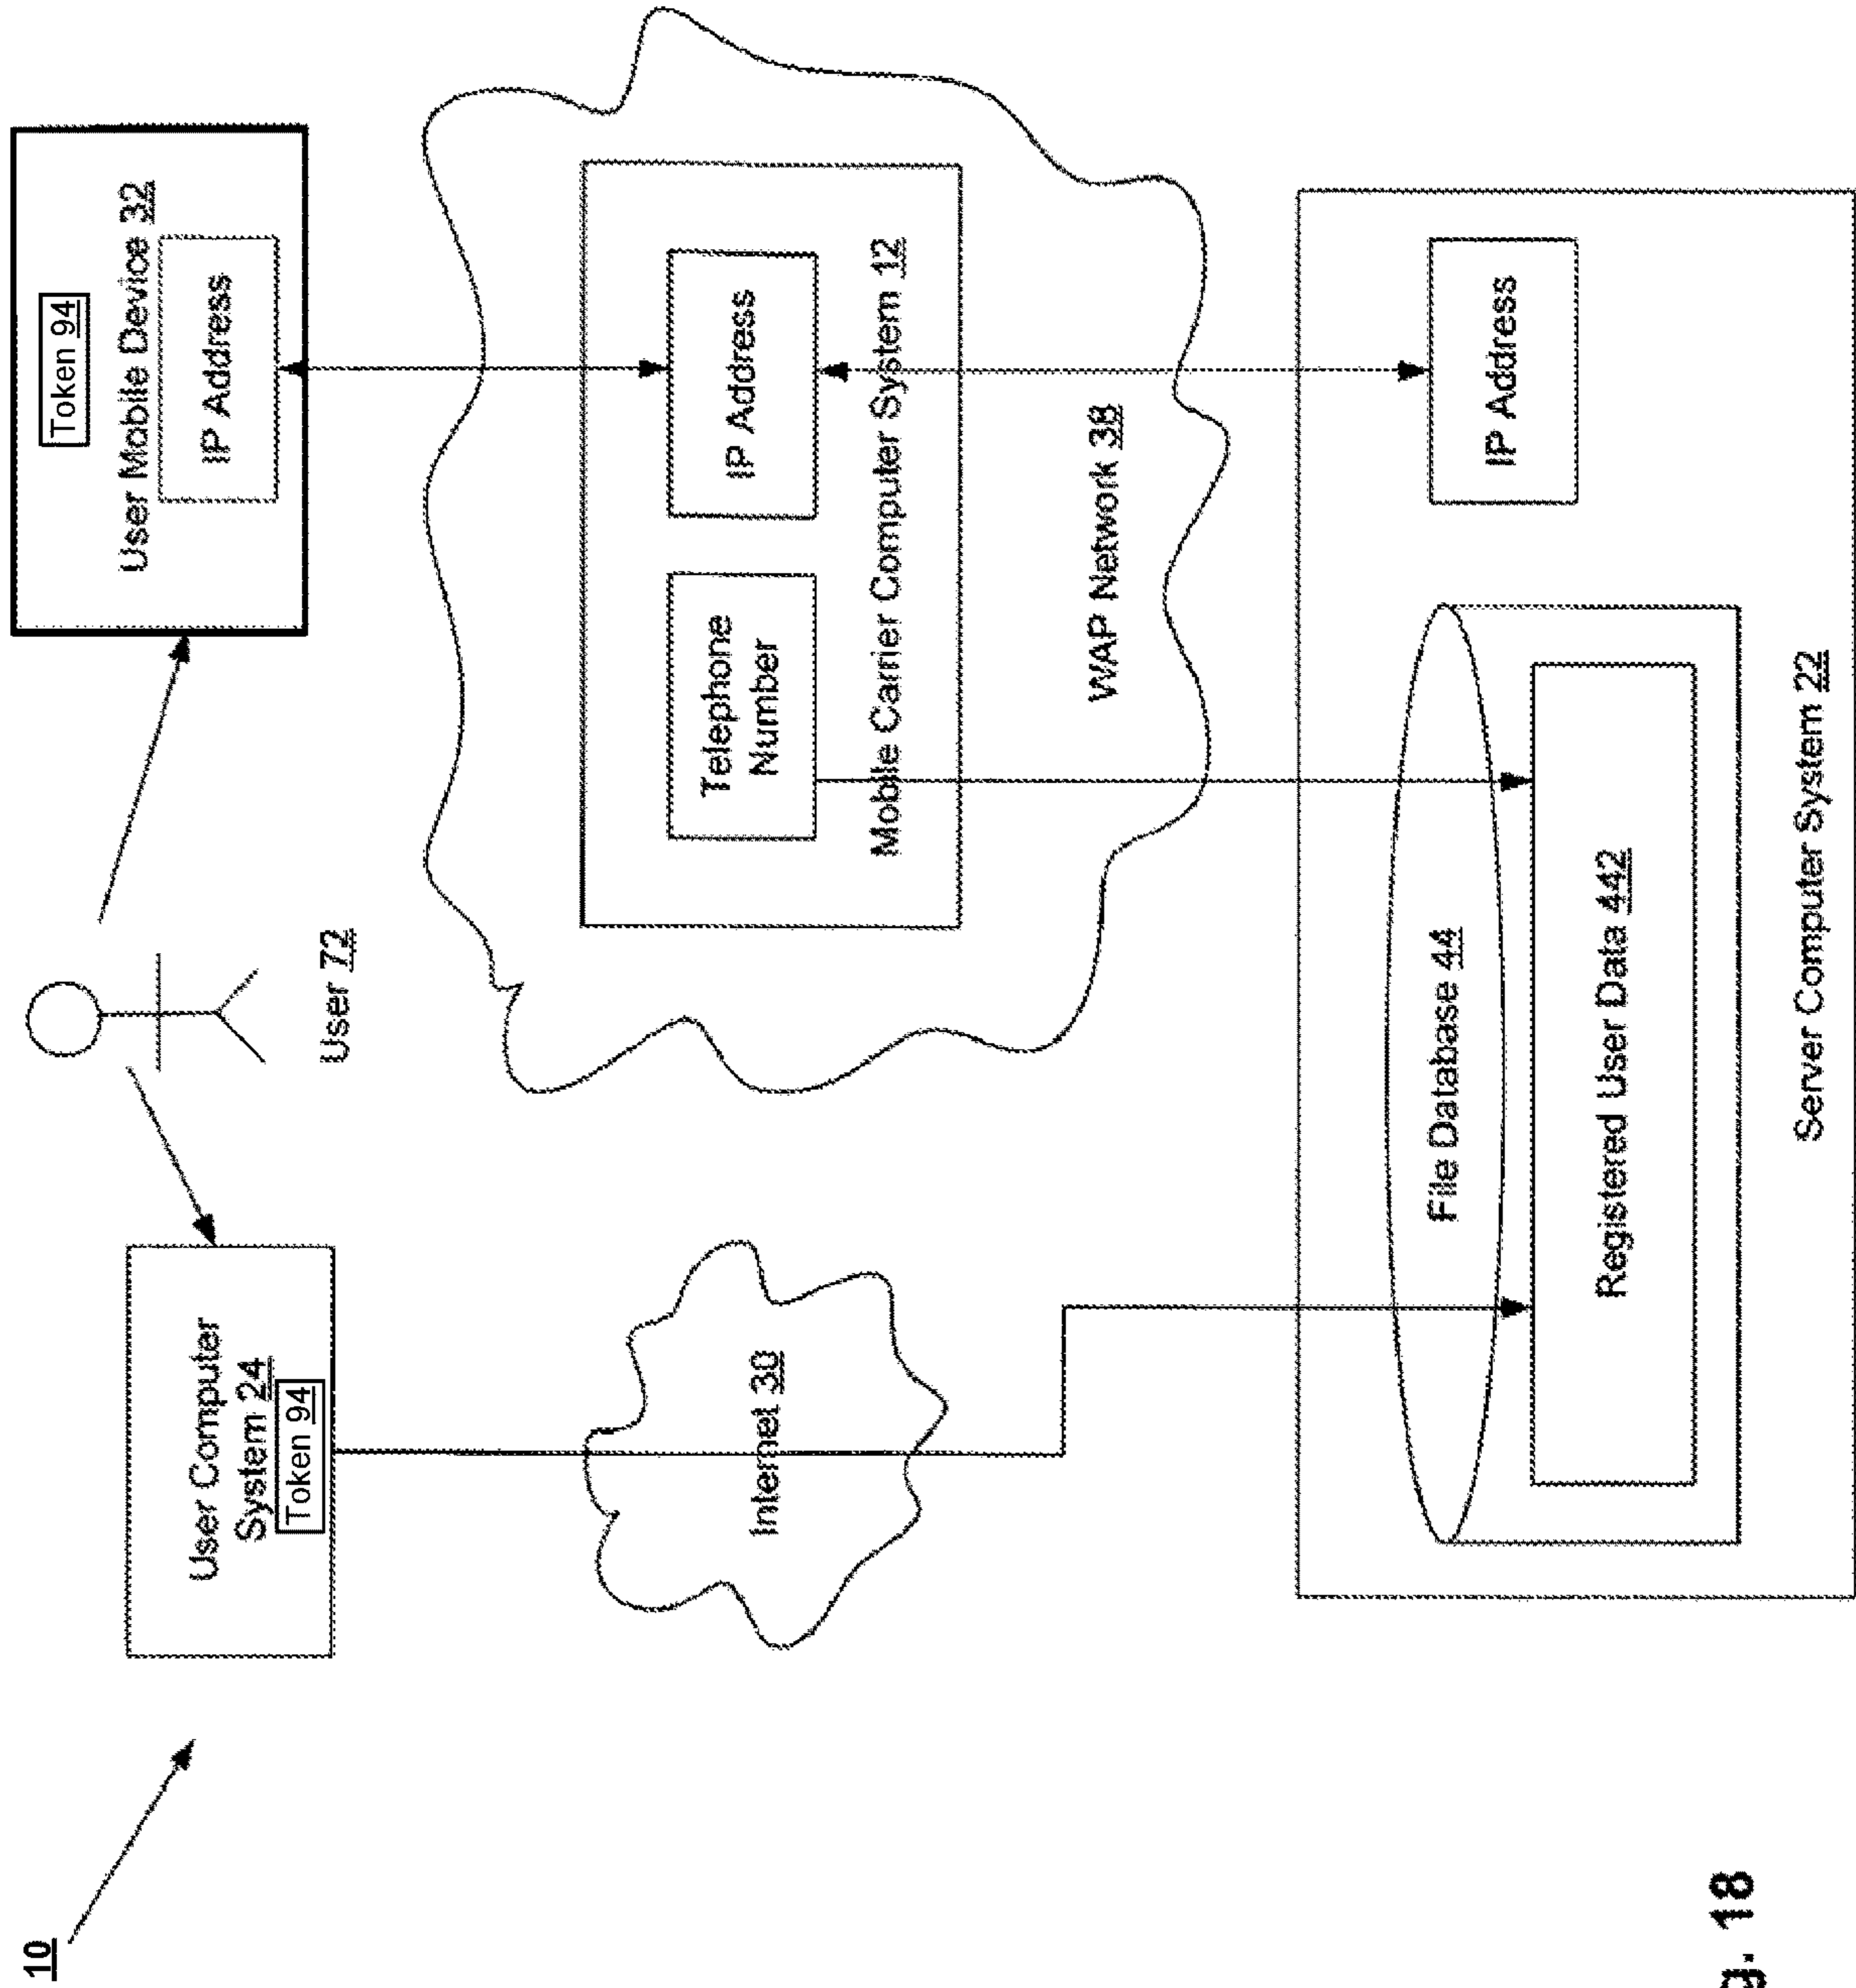 10
User Computer
System 24
Token 94
User 72
Token 94
User Mobile Device 32
IP Address
Internet 30
Telephone
Number
IP Address
Mobile Carrier Computer System 12
WAP Network 38
File Database 44
Registered User Data 442
IP Address
Server Computer System 22
g. 18